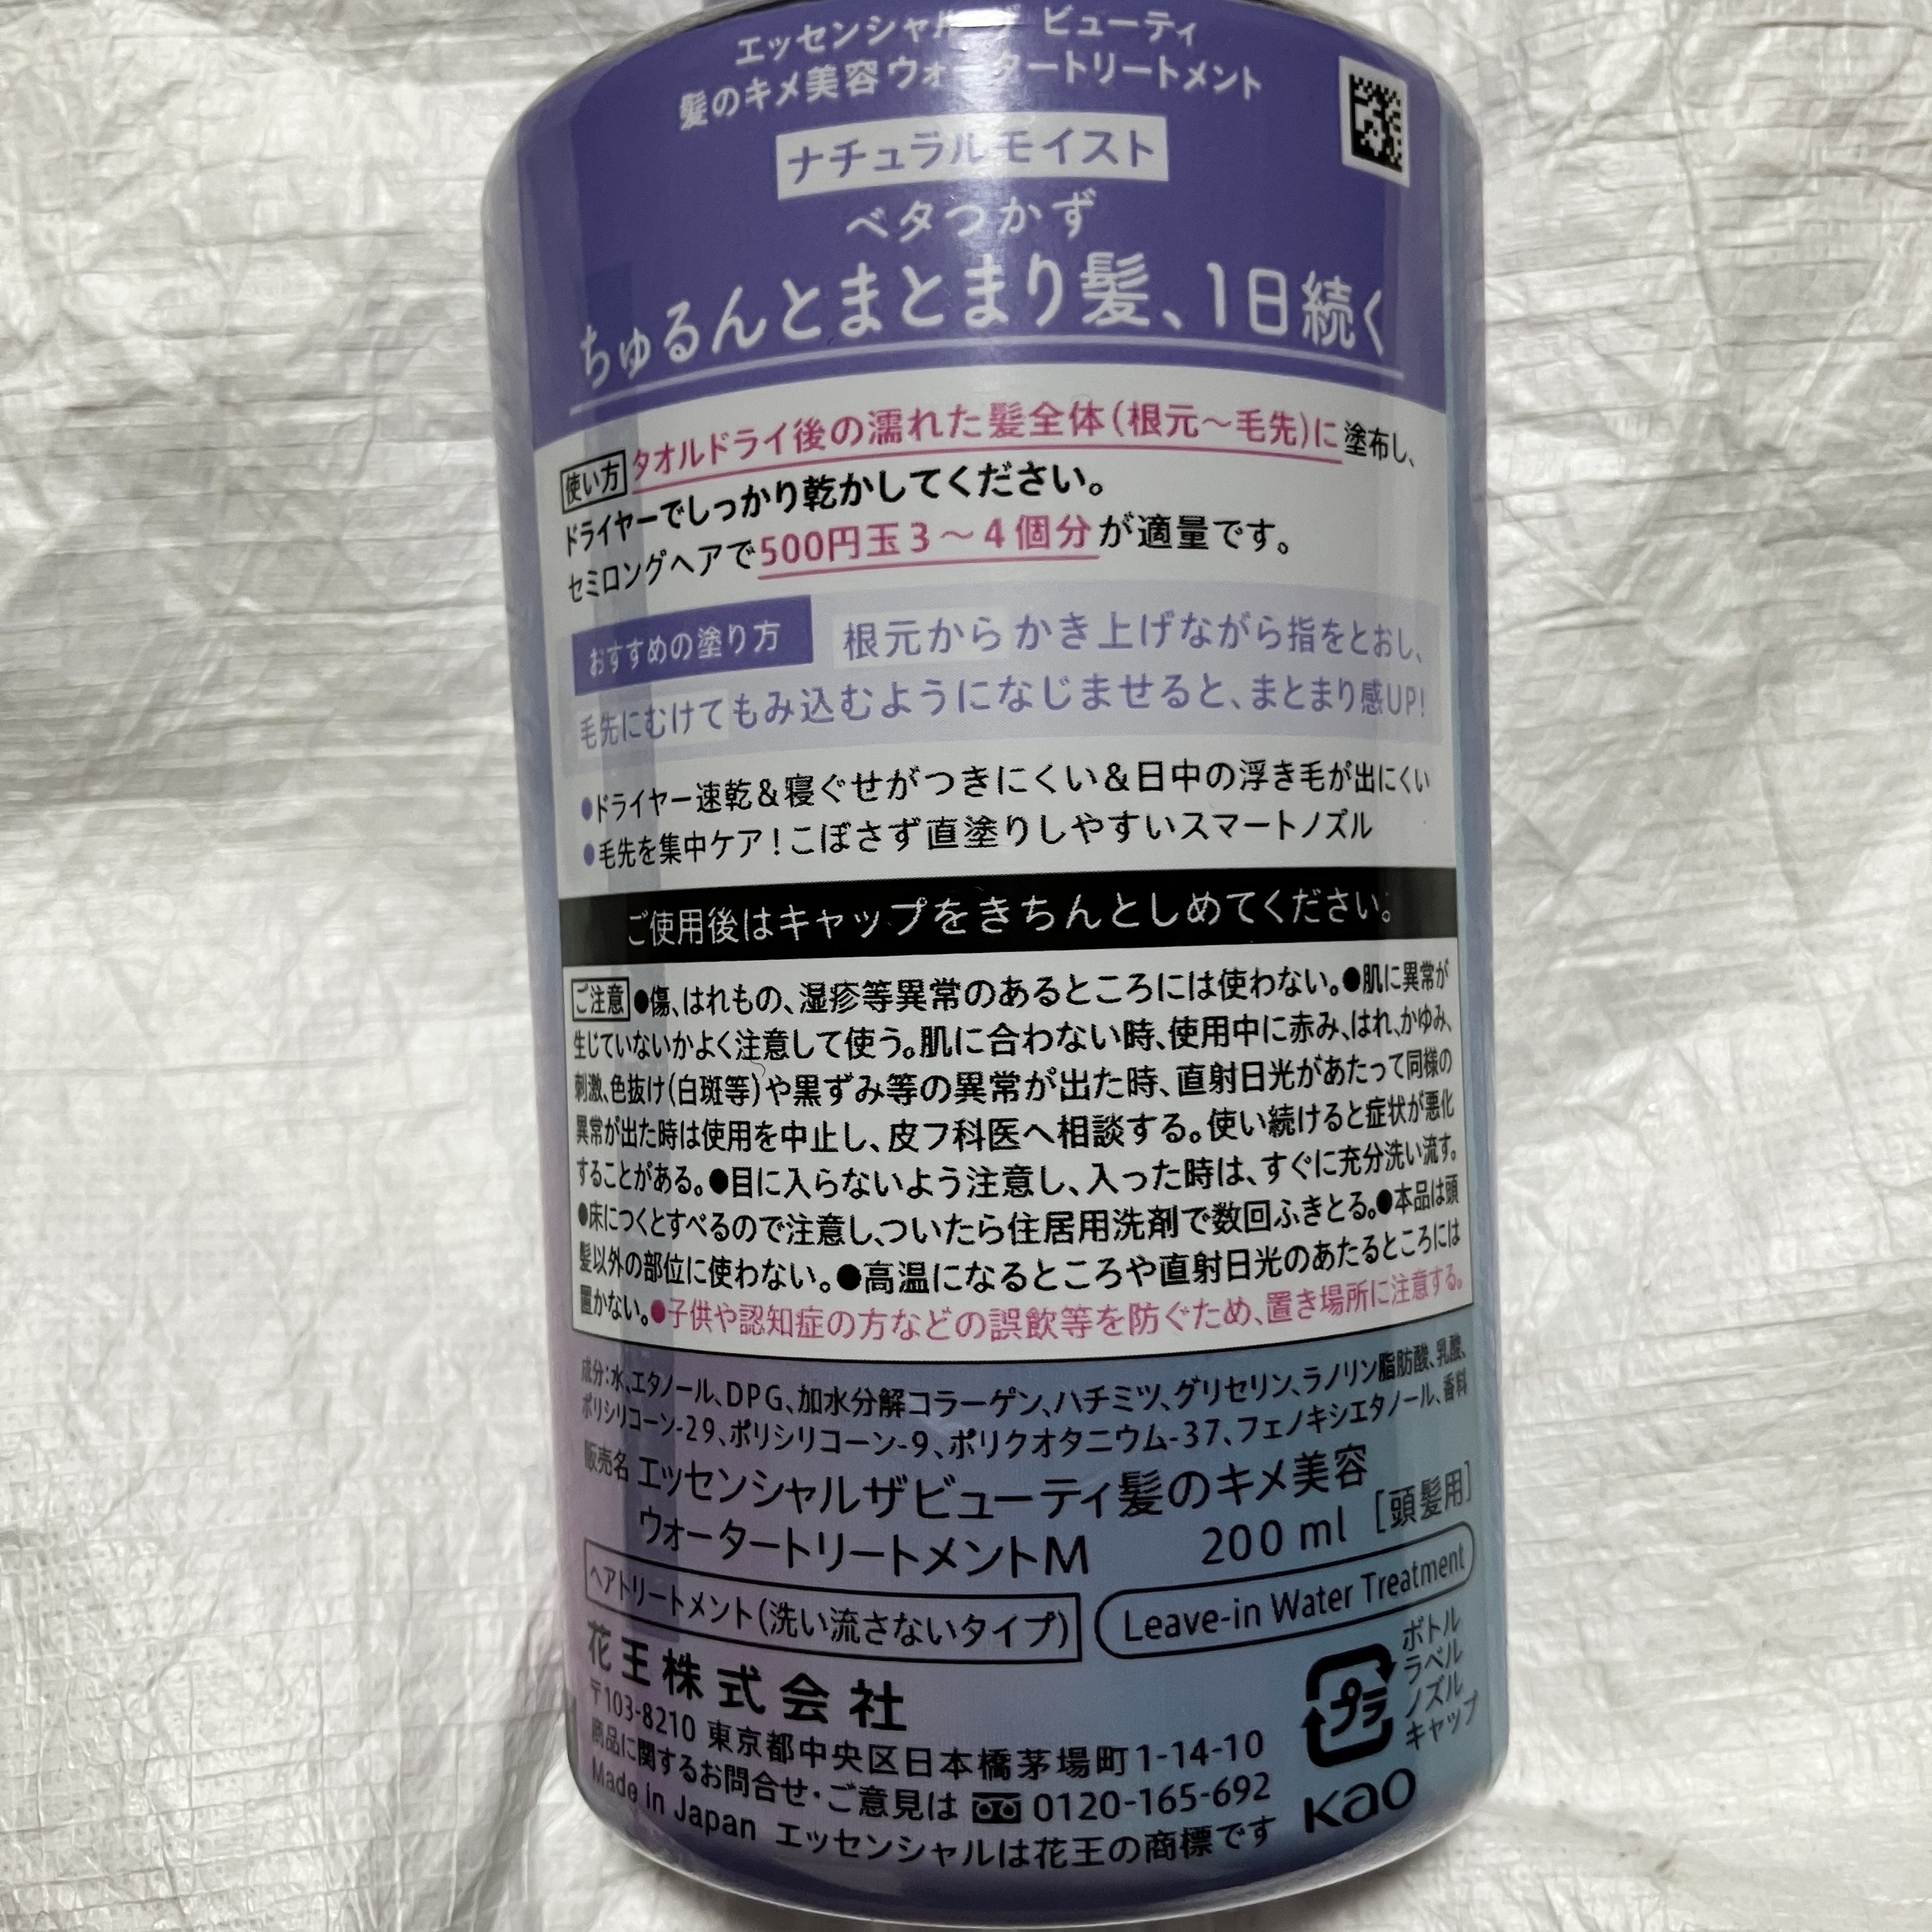 エッセンシャル ザ ビューティ
髪のキメ美容ウォータートリートメント
ナチュラルモイスト
ベタつかず
ちゅるんとまとまり髪、1日続く
使い方 タオルドライ後の濡れた髪全体(根元～毛先)に塗布し、
ドライヤーでしっかり乾かしてください。
セミロングヘアで500円玉3～4個分が適量です。
おすすめの塗り方 根元からかき上げながら指をとおし、
毛先にむけてもみ込むようになじませると、まとまり感UP!
●ドライヤー速乾&寝ぐせがつきにくい&日中の浮き毛が出にくい
●毛先を集中ケア!こぼさず直塗りしやすいスマートノズル
ご使用後はキャップをきちんとしめてください。
ご注意 ●傷、はれもの、湿疹等異常のあるところには使わない。●肌に異常が
生じていないかよく注意して使う。肌に合わない時、使用中に赤み、はれ、かゆみ、
刺激、色抜け(白斑等)や黒ずみ等の異常が出た時、直射日光があたって同様の
異常が出た時は使用を中止し、皮フ科医へ相談する。使い続けると症状が悪化
することがある。●目に入らないよう注意し、入った時は、すぐに充分洗い流す。
●床につくとすべるので注意し、ついたら住居用洗剤で数回ふきとる。●本品は頭
髪以外の部位に使わない。●高温になるところや直射日光のあたるところには
置かない。●子供や認知症の方などの誤飲等を防ぐため、置き場所に注意する。
成分:水、エタノール、DPG、加水分解コラーゲン、ハチミツ、グリセリン、ラノリン脂肪酸、乳酸、
ポリシリコーン-29、ポリシリコーン-9、ポリクオタニウム-37、フェノキシエタノール、香料
販売名 エッセンシャルザビューティ髪のキメ美容
ウォータートリートメントM 200 ml [頭髪用]
ヘアトリートメント(洗い流さないタイプ) Leave-in Water Treatment
花王株式会社
〒103-8210 東京都中央区日本橋茅場町1-14-10
商品に関するお問合せ・ご意見は 0120-165-692
Made in Japan エッセンシャルは花王の商標です
プラ
ボトル
ラベル
ノズル
キャップ
Kao